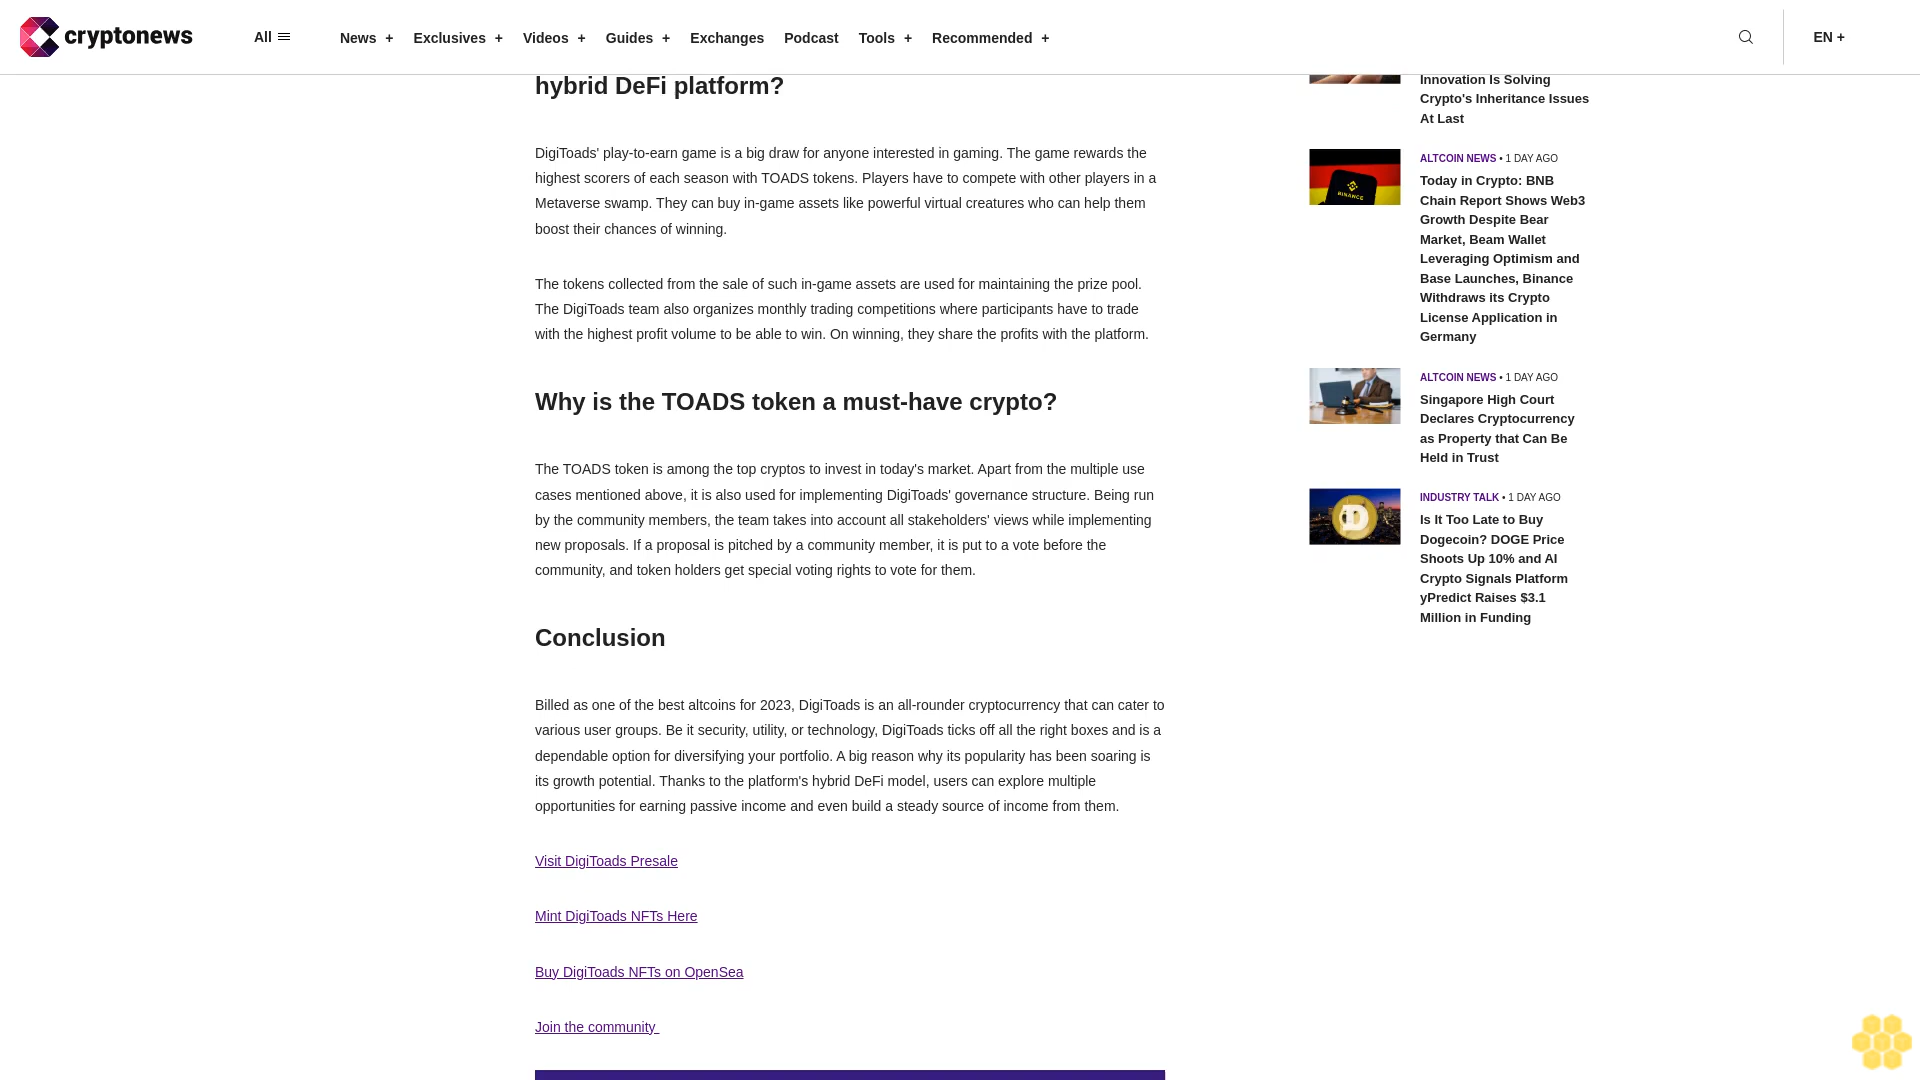 cryptonews
All
News +
Exclusives +
Videos +
Guides +
Exchanges
Podcast
Tools +
Recommended +
EN +
hybrid DeFi platform?
DigiToads' play-to-earn game is a big draw for anyone interested in gaming. The game rewards the
highest scorers of each season with TOADS tokens. Players have to compete with other players in a
Metaverse swamp. They can buy in-game assets like powerful virtual creatures who can help them
boost their chances of winning.
The tokens collected from the sale of such in-game assets are used for maintaining the prize pool.
The DigiToads team also organizes monthly trading competitions where participants have to trade
with the highest profit volume to be able to win. On winning, they share the profits with the platform.
Why is the TOADS token a must-have crypto?
The TOADS token is among the top cryptos to invest in today's market. Apart from the multiple use
cases mentioned above, it is also used for implementing DigiToads' governance structure. Being run
by the community members, the team takes into account all stakeholders' views while implementing
new proposals. If a proposal is pitched by a community member, it is put to a vote before the
community, and token holders get special voting rights to vote for them.
Conclusion
Billed as one of the best altcoins for 2023, DigiToads is an all-rounder cryptocurrency that can cater to
various user groups. Be it security, utility, or technology, DigiToads ticks off all the right boxes and is a
dependable option for diversifying your portfolio. A big reason why its popularity has been soaring is
its growth potential. Thanks to the platform's hybrid DeFi model, users can explore multiple
opportunities for earning passive income and even build a steady source of income from them.
Visit DigiToads Presale
Mint DigiToads NFTs Here
Buy DigiToads NFTs on OpenSea
Join the community
Innovation Is Solving
Crypto's Inheritance Issues
At Last
BINANCE
ALTCOIN NEWS • 1 DAY AGO
Today in Crypto: BNB
Chain Report Shows Web3
Growth Despite Bear
Market, Beam Wallet
Leveraging Optimism and
Base Launches, Binance
Withdraws its Crypto
License Application in
Germany
ALTCOIN NEWS • 1 DAY AGO
Singapore High Court
Declares Cryptocurrency
as Property that Can Be
Held in Trust
INDUSTRY TALK • 1 DAY AGO
Is It Too Late to Buy
Dogecoin? DOGE Price
Shoots Up 10% and AI
Crypto Signals Platform
yPredict Raises $3.1
Million in Funding